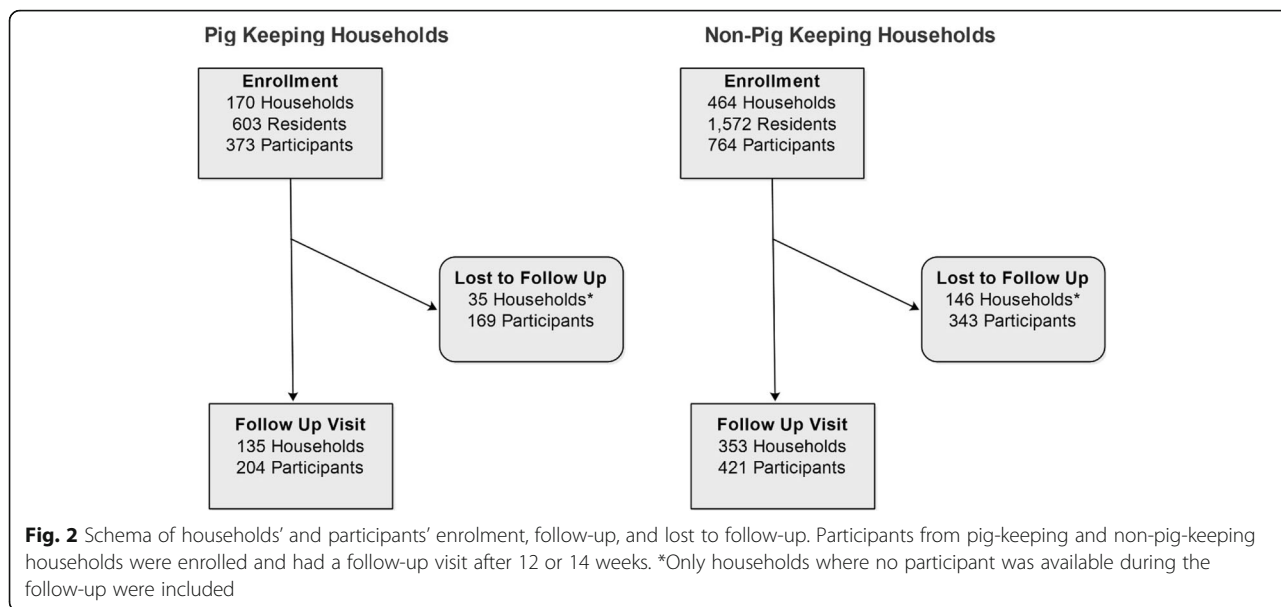 Pig Keeping Households
Non-Pig Keeping Households
Enrollment
170 Households
603 Residents
373 Participants
Enrollment
464 Households
1,572 Residents
764 Participants
Lost to Follow Up
35 Households*
169 Participants
Lost to Follow Up
146 Households*
343 Participants
Follow Up Visit
135 Households
204 Participants
Follow Up Visit
353 Households
421 Participants
Fig. 2 Schema of households’ and participants’ enrolment, follow-up, and lost to follow-up. Participants from pig-keeping and non-pig-keeping
households were enrolled and had a follow-up visit after 12 or 14 weeks. *Only households where no participant was available during the
follow-up were included